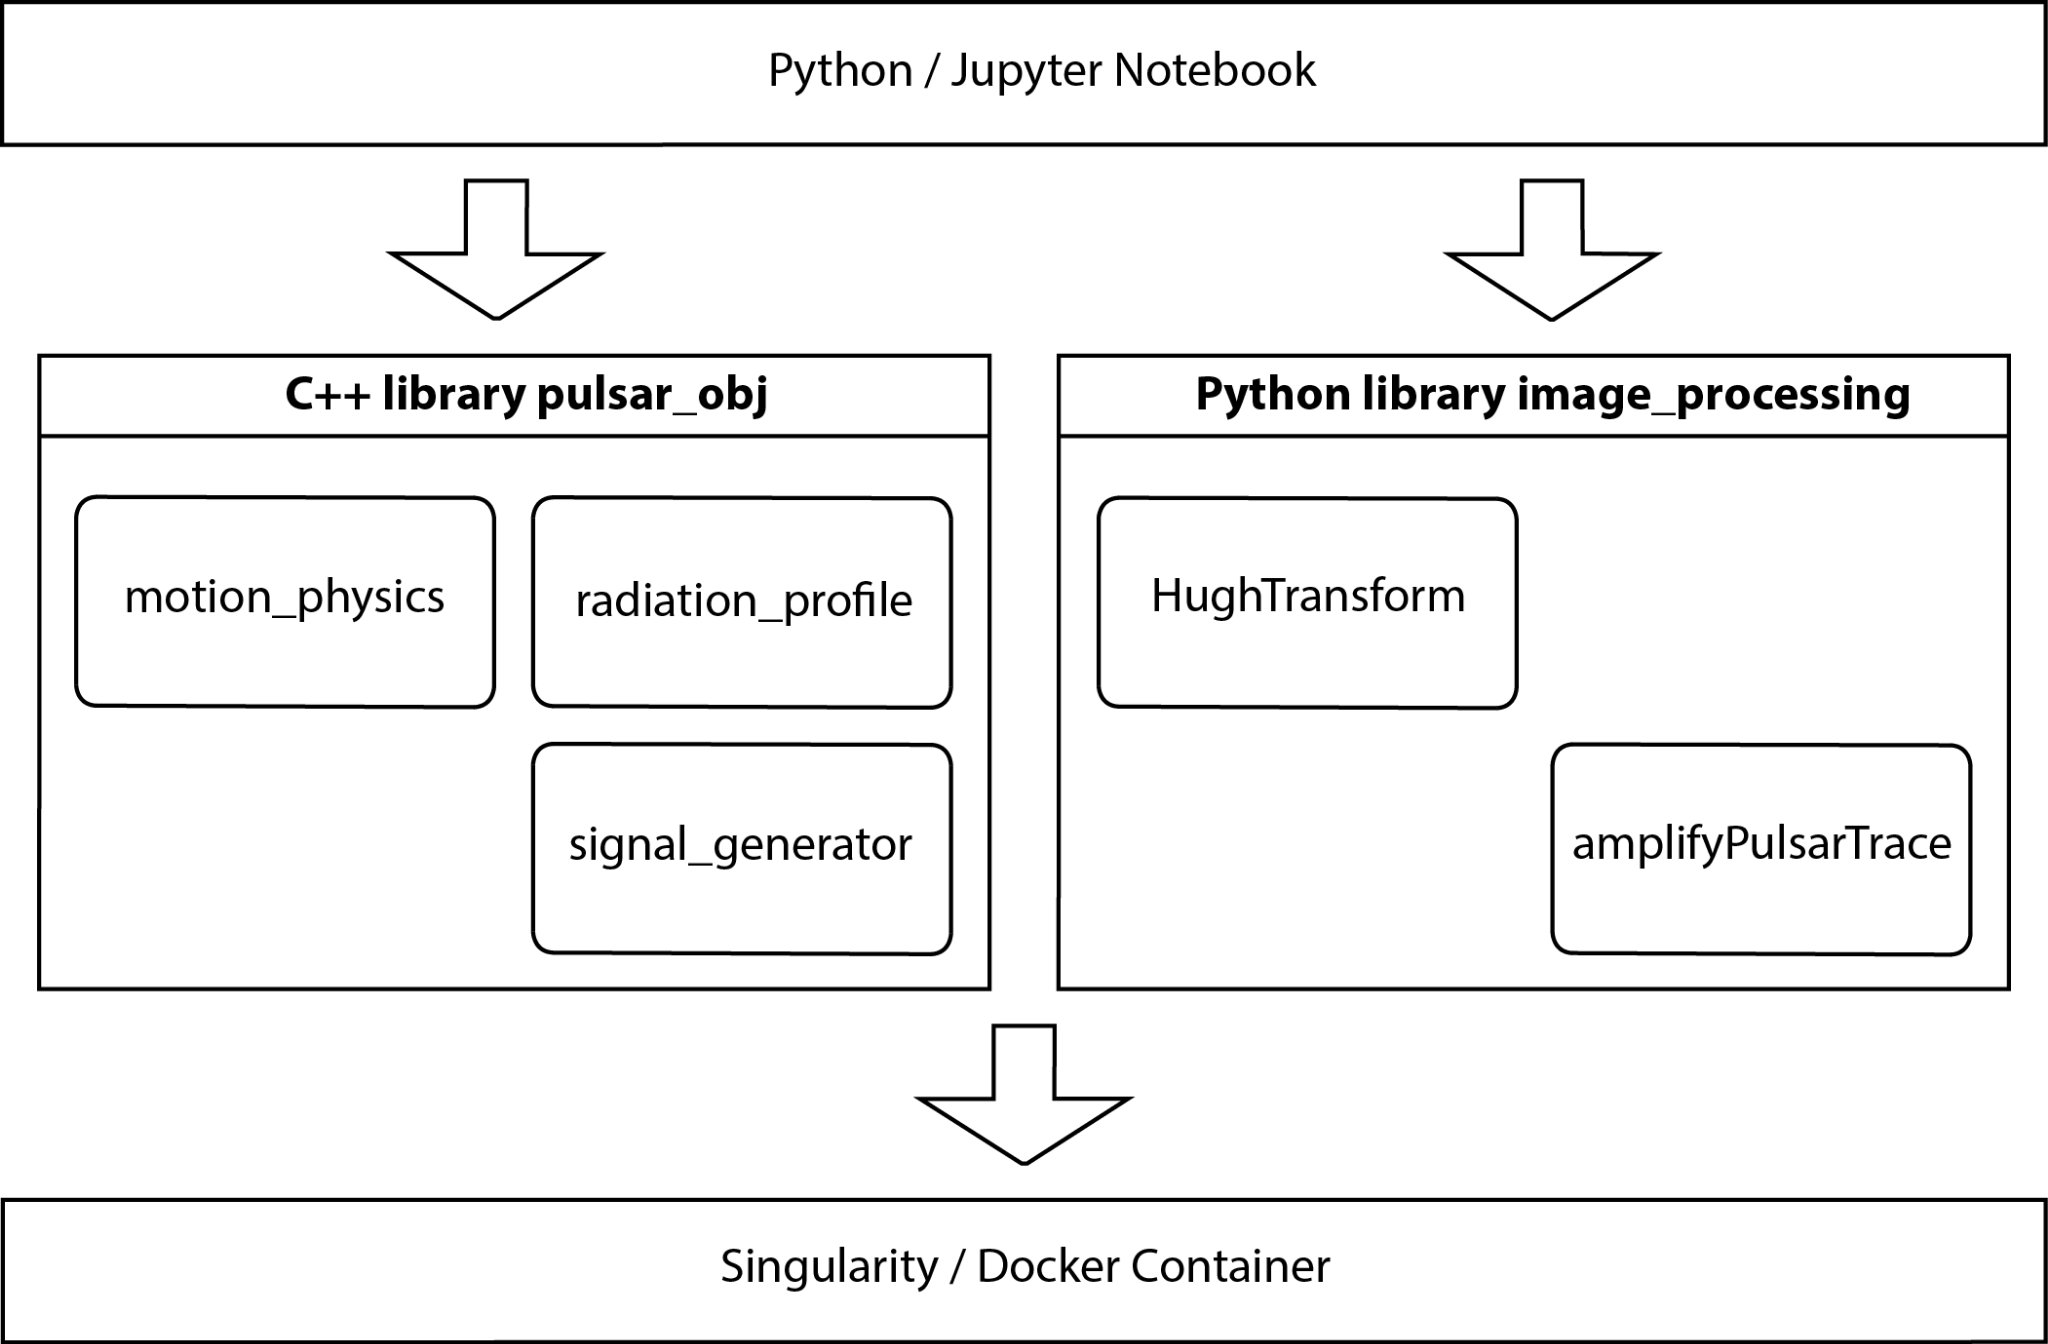 Python / Jupyter Notebook
C++ library pulsar_obj
Python library image_processing
motion_physics
radiation_profile
HughTransform
signal_generator
amplifyPulsarTrace
Singularity / Docker Container